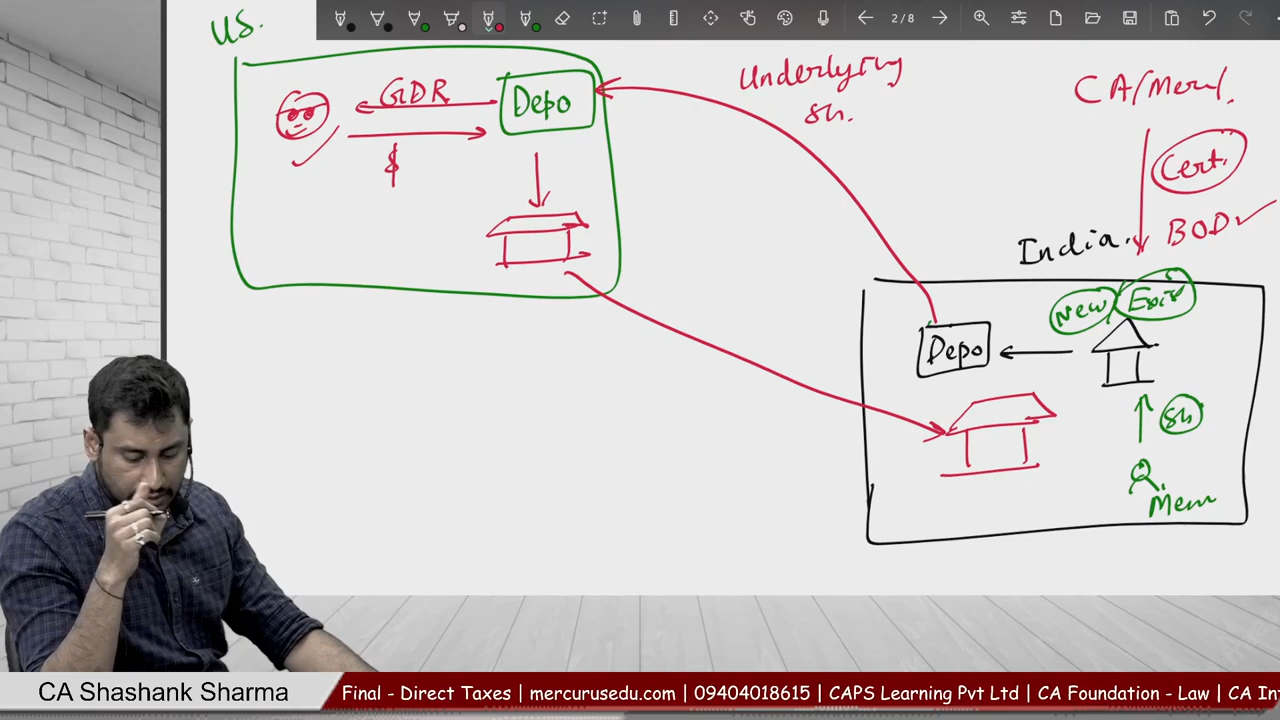 US.
2/8
GDR
Depo
$
Underlying
Sh.
CA/Mer/.
Cert.
BOD✓
India.
New
Exis
Depo
Sh
Mem
CA Shashank Sharma
Final - Direct Taxes | mercurusedu.com | 09404018615 | CAPS Learning Pvt Ltd | CA Foundation - Law | CA In